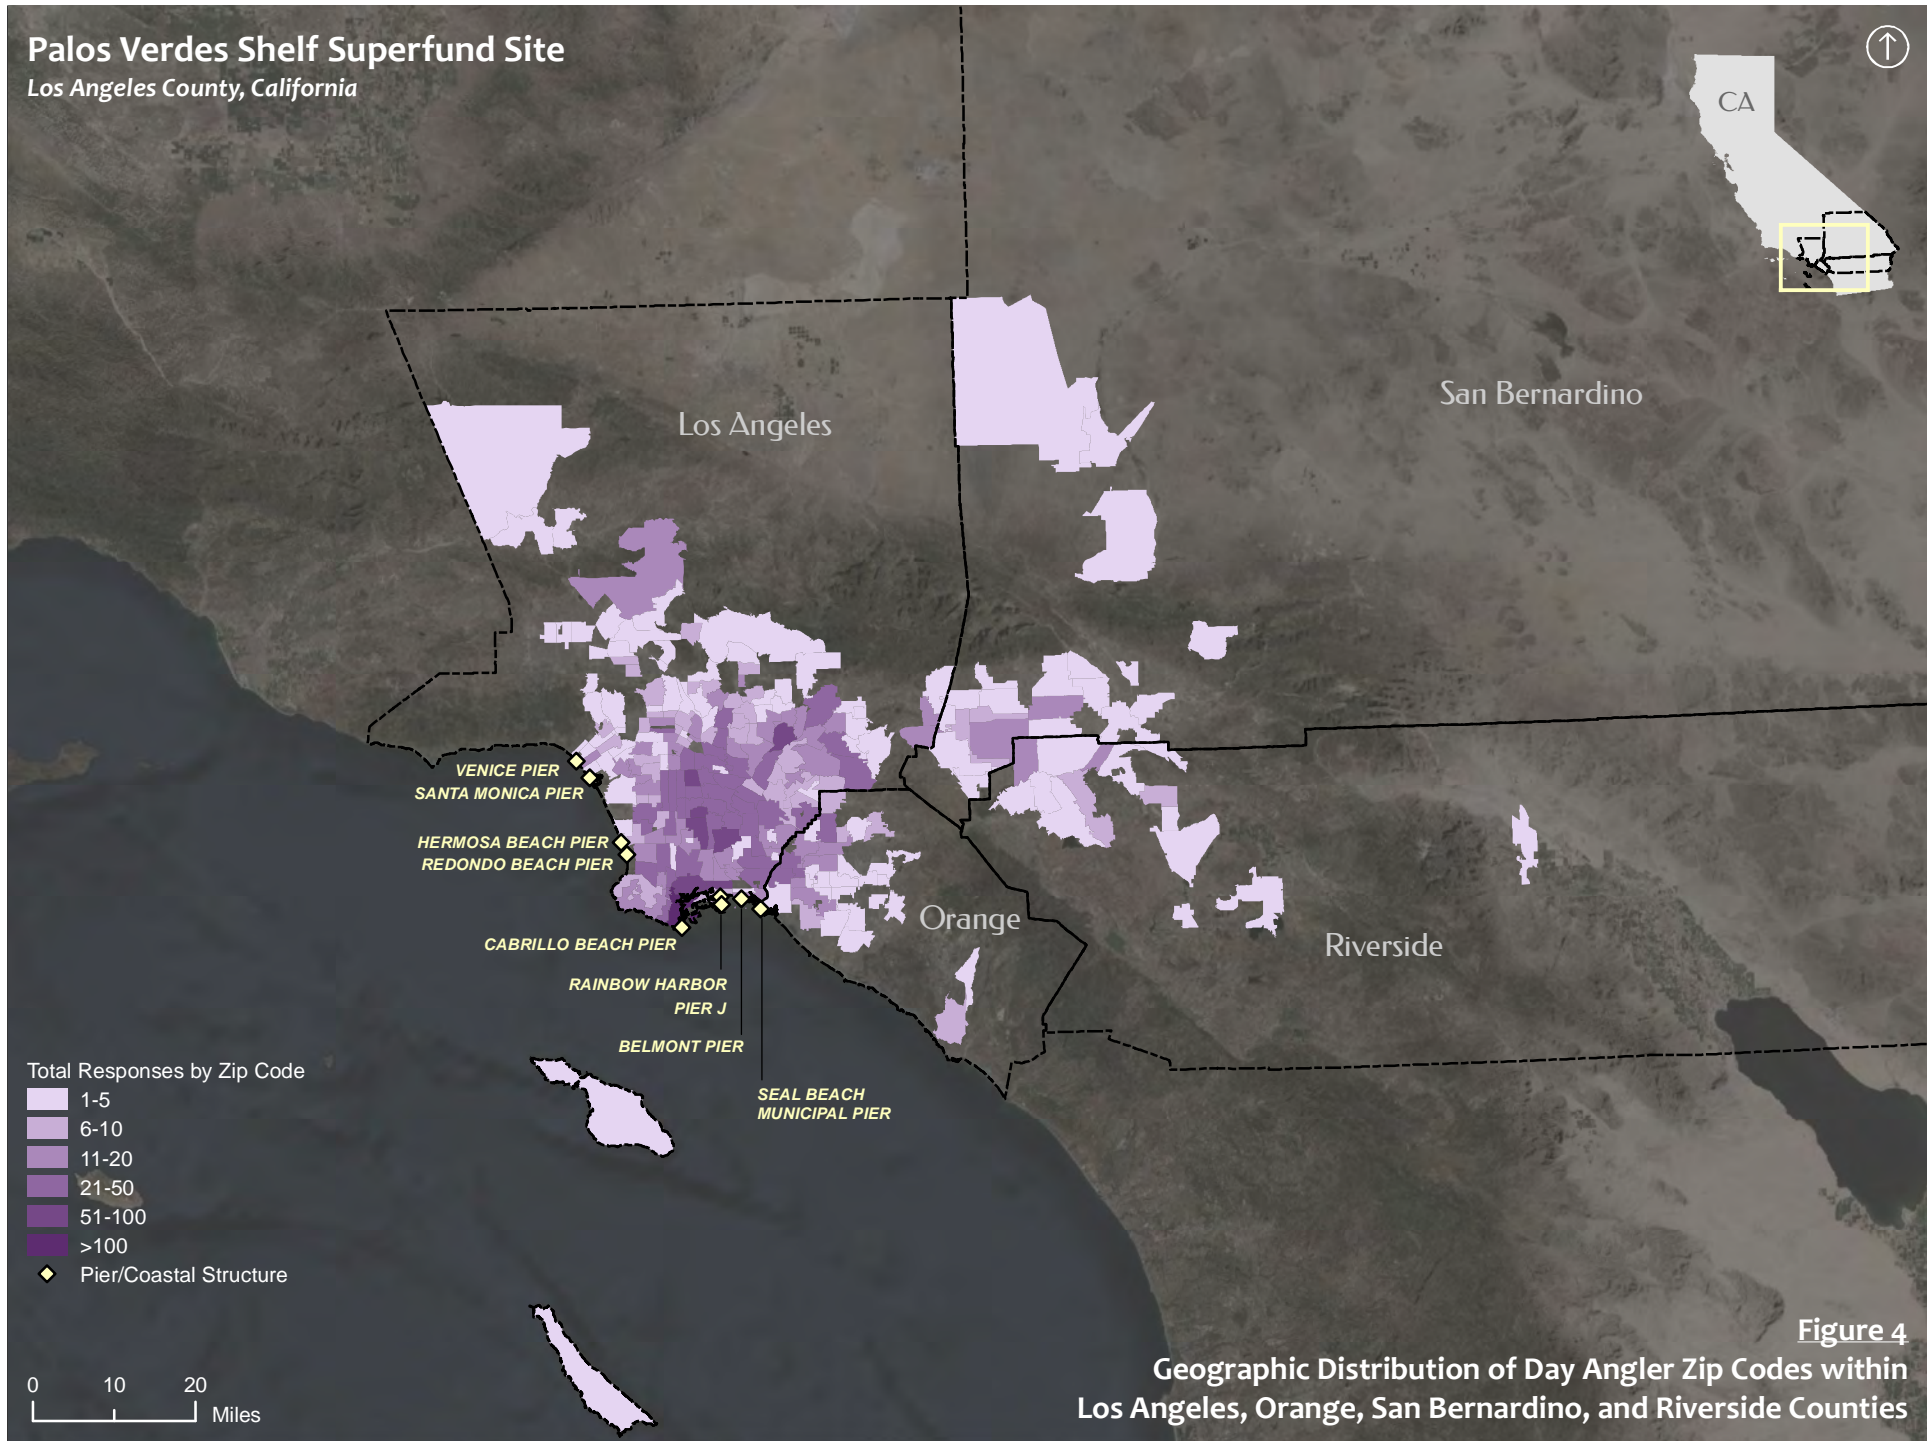 Palos Verdes Shelf Superfund Site
Los Angeles County, California
CA
San Bernardino
Los Angeles
VENICE PIER
SANTA MONICA PIER
HERMOSA BEACH PIER
REDONDO BEACH PIER
Orange
CABRILLO BEACH PIER
Riverside
RAINBOW HARBOR
PIER J
BELMONT PIER
SEAL BEACH
MUNICIPAL PIER
Total Responses by Zip Code
1-5
6-10
11-20
21-50
51-100
>100
Pier/Coastal Structure
0 10 20
Miles
Figure 4
Geographic Distribution of Day Angler Zip Codes within
Los Angeles, Orange, San Bernardino, and Riverside Counties